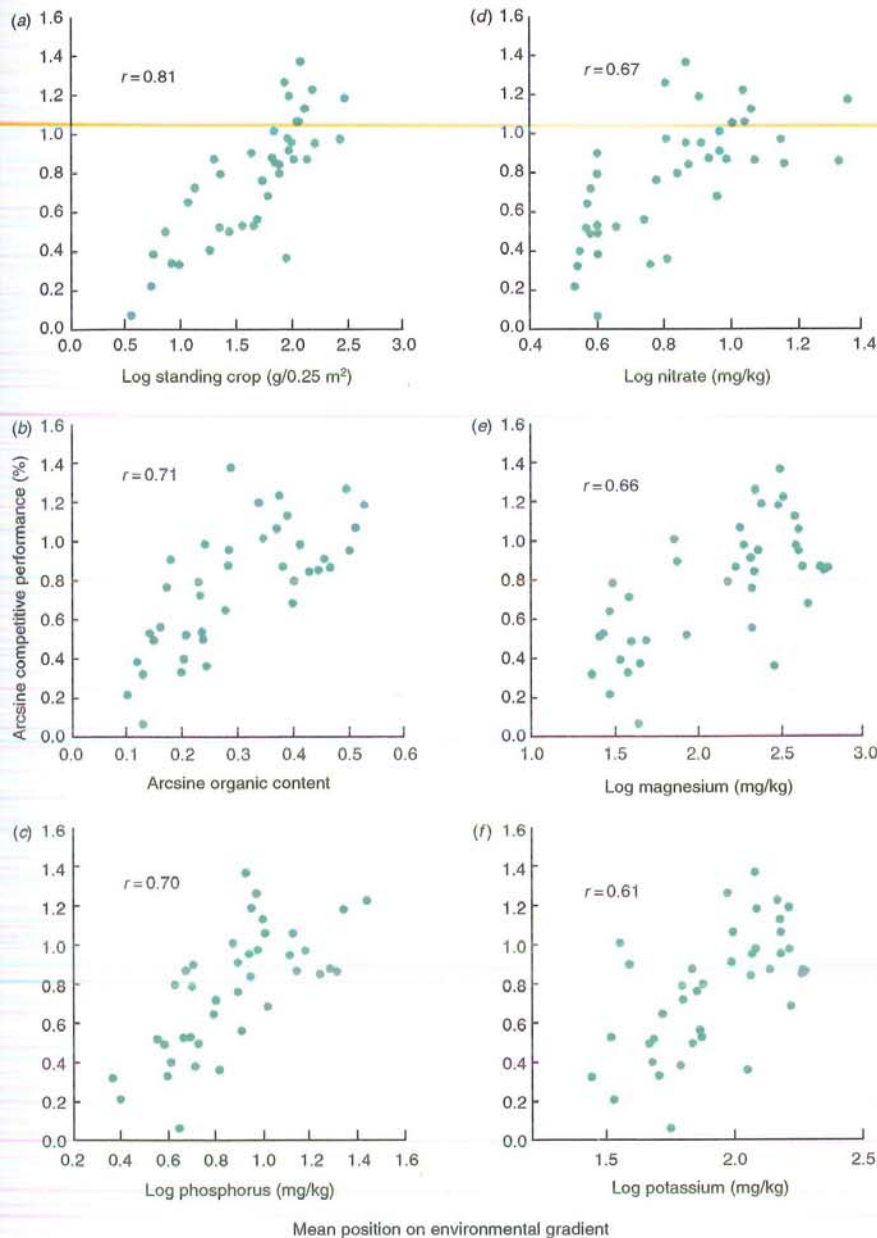 (a)
r = 0.81
1.6
1.4
1.2
1.0
0.8
0.6
0.4
0.2
0.0
0.0 0.5 1.0 1.5 2.0 2.5 3.0
Log standing crop (g/0.25 m²)
(d)
r = 0.67
1.6
1.4
1.2
1.0
0.8
0.6
0.4
0.2
0.0
0.4 0.6 0.8 1.0 1.2 1.4
Log nitrate (mg/kg)
Arcsine competitive performance (%)
(b)
r = 0.71
1.6
1.4
1.2
1.0
0.8
0.6
0.4
0.2
0.0
0.0 0.1 0.2 0.3 0.4 0.5 0.6
Arcsine organic content
(e)
r = 0.66
1.6
1.4
1.2
1.0
0.8
0.6
0.4
0.2
0.0
1.0 1.5 2.0 2.5 3.0
Log magnesium (mg/kg)
(c)
r = 0.70
1.6
1.4
1.2
1.0
0.8
0.6
0.4
0.2
0.0
0.2 0.4 0.6 0.8 1.0 1.2 1.4 1.6
Log phosphorus (mg/kg)
(f)
r = 0.61
1.6
1.4
1.2
1.0
0.8
0.6
0.4
0.2
0.0
1.5 2.0 2.5
Log potassium (mg/kg)
Mean position on environmental gradient